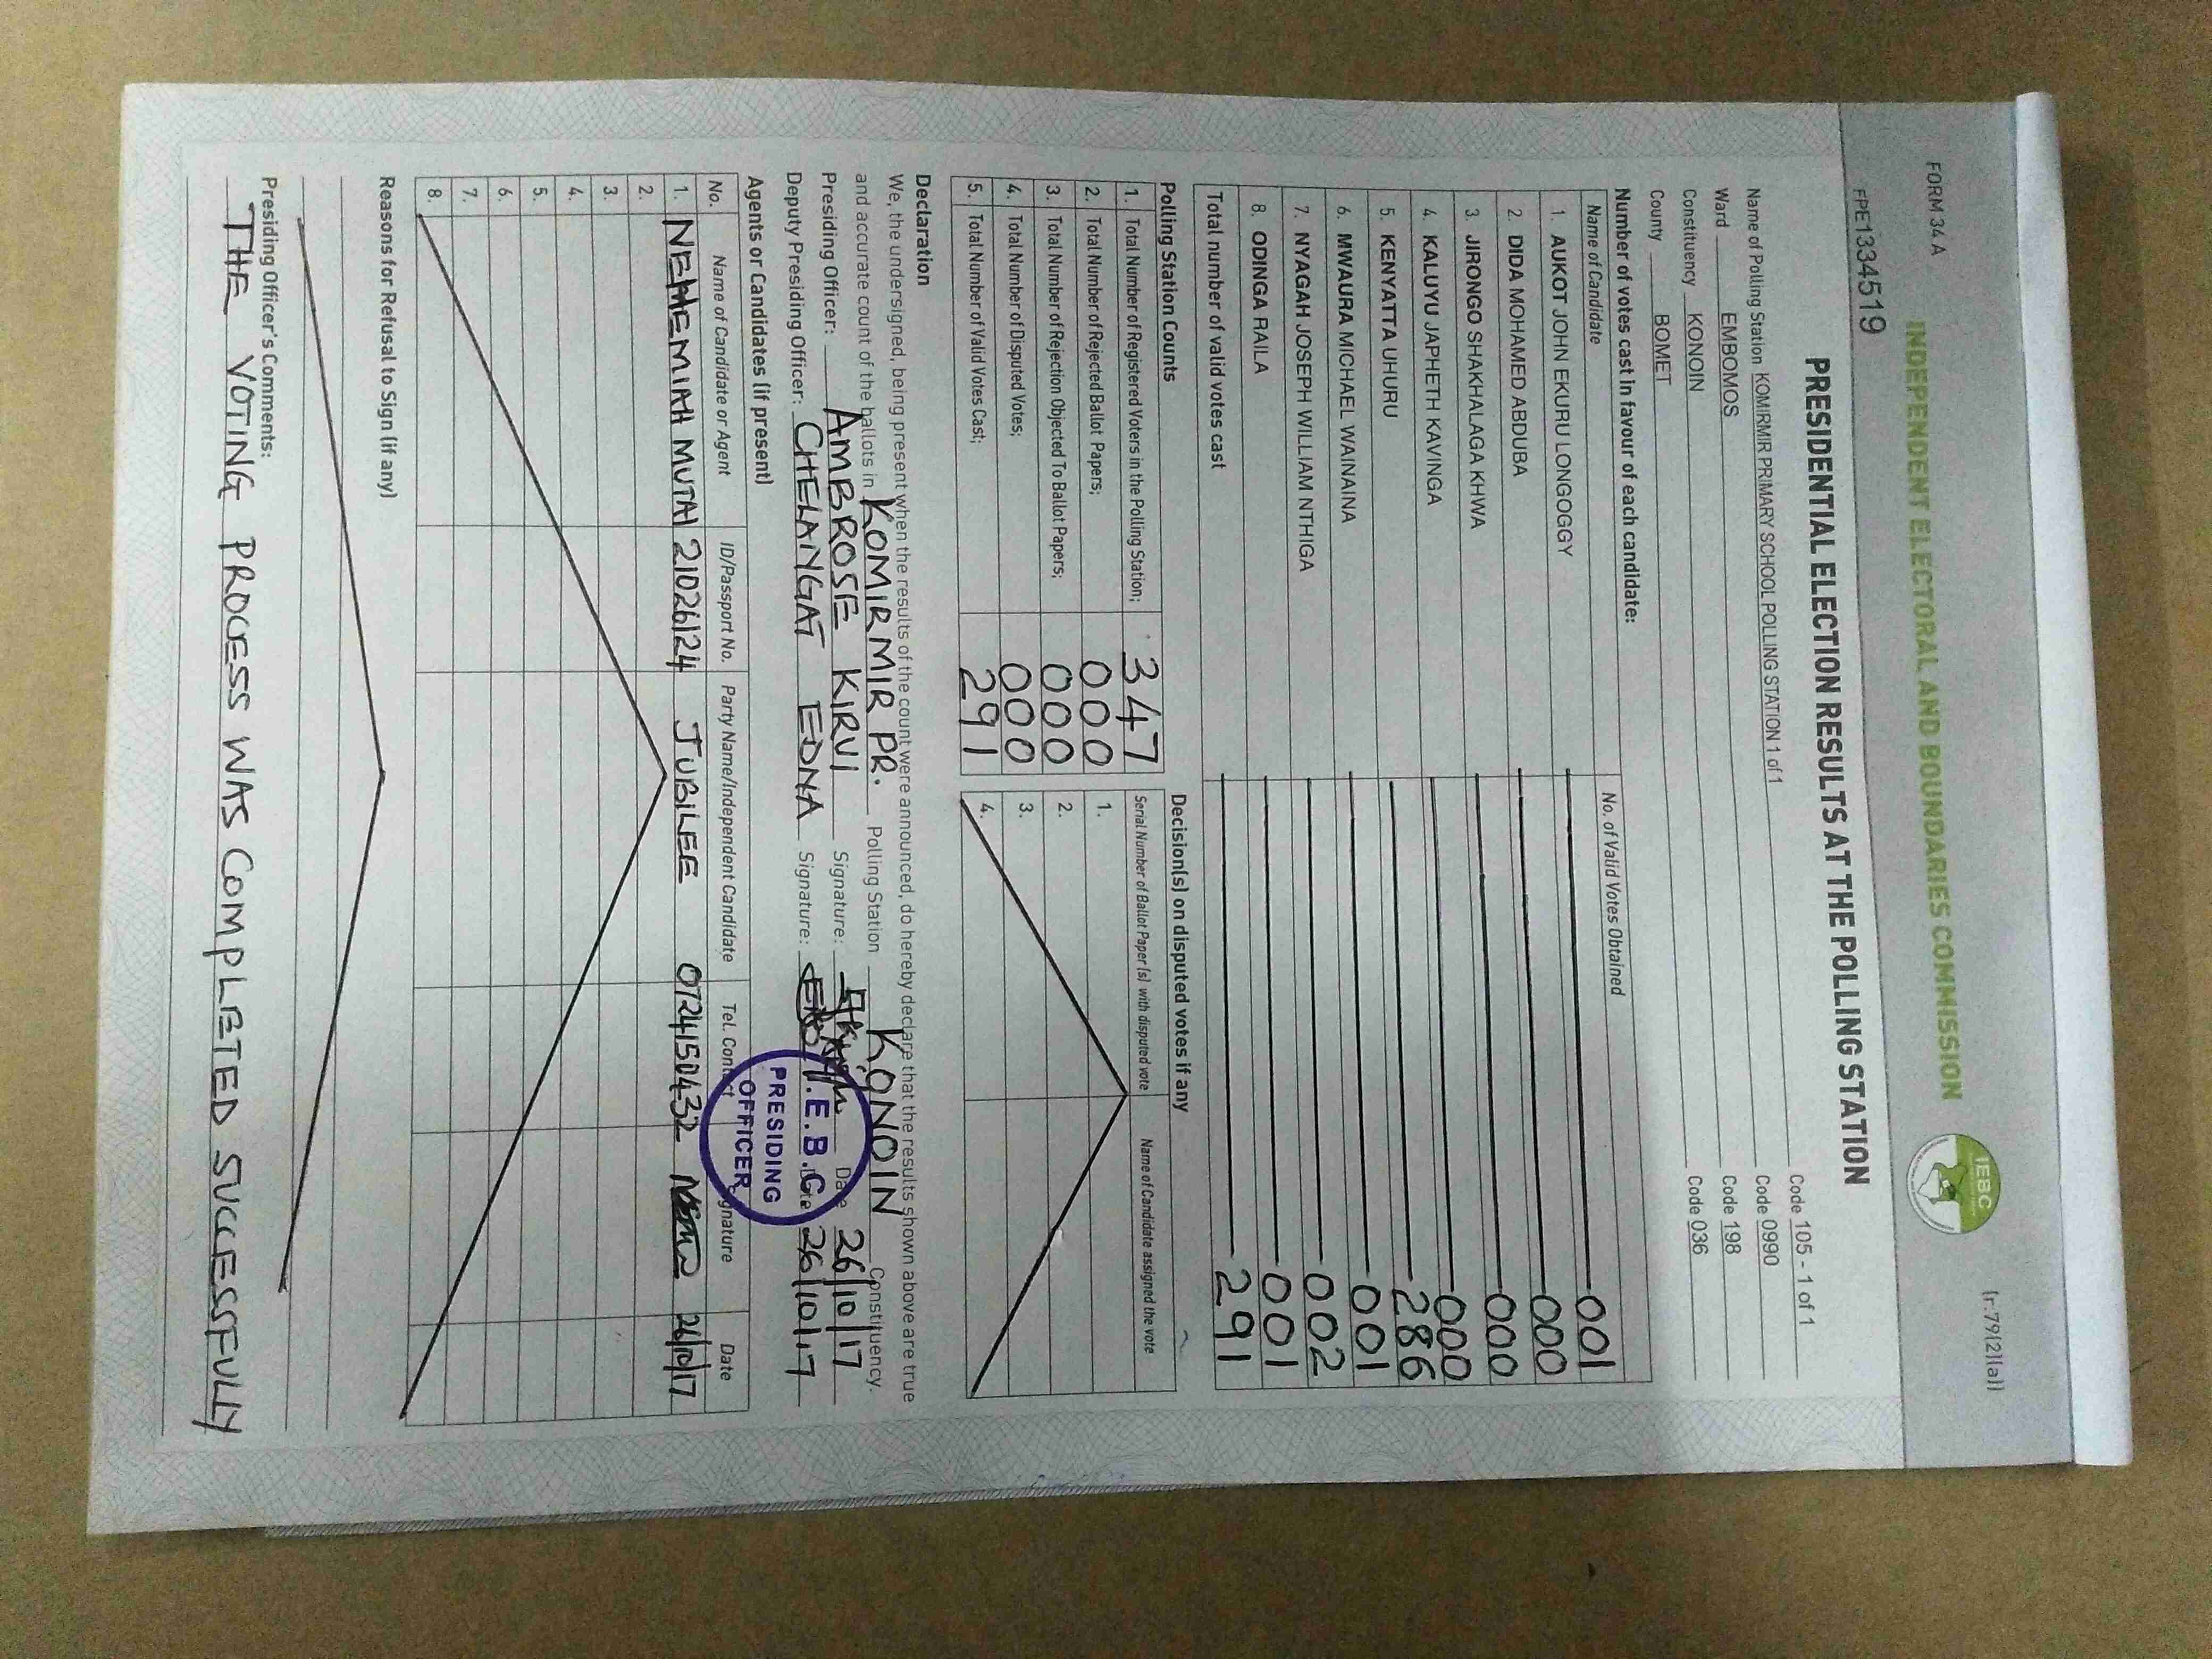 FORM 34 A
(r.79(2)(a))
INDEPENDENT ELECTORAL AND BOUNDARIES COMMISSION
IEBC
FPE1334519
PRESIDENTIAL ELECTION RESULTS AT THE POLLING STATION
Name of Polling Station KOMIRMIR PRIMARY SCHOOL POLLING STATION 1 of 1 Code 105 - 1 of 1
Ward EMBOMOS Code 0990
Constituency KONOIN Code 198
County BOMET Code 036
Number of votes cast in favour of each candidate:
Name of Candidate No. of Valid Votes Obtained
1. AUKOT JOHN EKURU LONGOGGY 001
2. DIDA MOHAMED ABDUBA 000
3. JIRONGO SHAKHALAGA KHWA 000
4. KALUYU JAPHETH KAVINGA 000
5. KENYATTA UHURU 286
6. MWAURA MICHAEL WAINAINA 001
7. NYAGAH JOSEPH WILLIAM NTHIGA 002
8. ODINGA RAILA 001
Total number of valid votes cast 291
Polling Station Counts
1. Total Number of Registered Voters in the Polling Station; 347
2. Total Number of Rejected Ballot Papers; 000
3. Total Number of Rejection Objected To Ballot Papers; 000
4. Total Number of Disputed Votes; 000
5. Total Number of Valid Votes Cast; 291
Decision(s) on disputed votes if any
Serial Number of Ballot Paper (s) with disputed vote Name of Candidate assigned the vote
1.
2.
3.
4.
Declaration
We, the undersigned, being present when the results of the count were announced, do hereby declare that the results shown above are true
and accurate count of the ballots in KOMIRMIR PR. Polling Station KONOIN Constituency.
Presiding Officer: AMBROSE KIRUI Signature: Date 26/10/17
Deputy Presiding Officer: CHELANGAT EDNA Signature: Date 26/10/17
I.E.B.C
PRESIDING
OFFICER
Agents or Candidates (if present)
No. Name of Candidate or Agent ID/Passport No. Party Name/Independent Candidate Tel. Contact Signature Date
1. NEHEMIAH MUTAI 21026124 JUBILEE 0724150432 26/10/17
2.
3.
4.
5.
6.
7.
8.
Reasons for Refusal to Sign (if any)
Presiding Officer's Comments:
THE VOTING PROCESS WAS COMPLETED SUCCESSFULLY